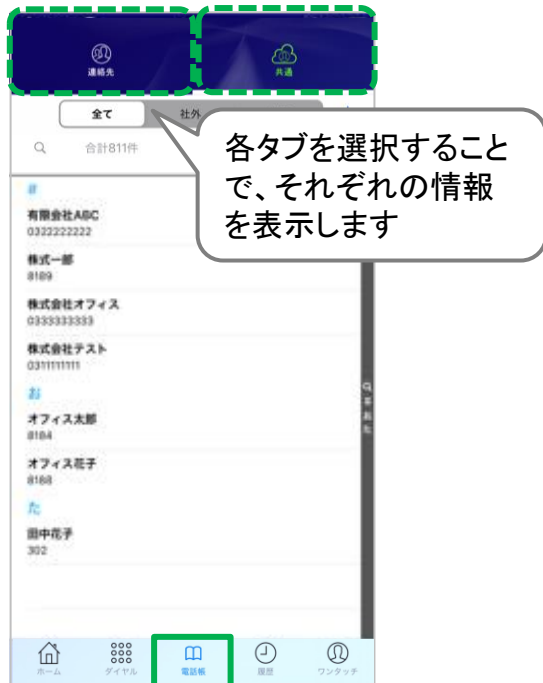 連絡先
共通
全て
社外
合計811件
各タブを選択すること
で、それぞれの情報
を表示します
#
有限会社ABC
0322222222
株式一郎
8189
株式会社オフィス
0333333333
株式会社テスト
0311111111
お
オフィス太郎
8184
オフィス花子
8188
た
田中花子
302
ホーム
ダイヤル
電話帳
履歴
ワンタッチ